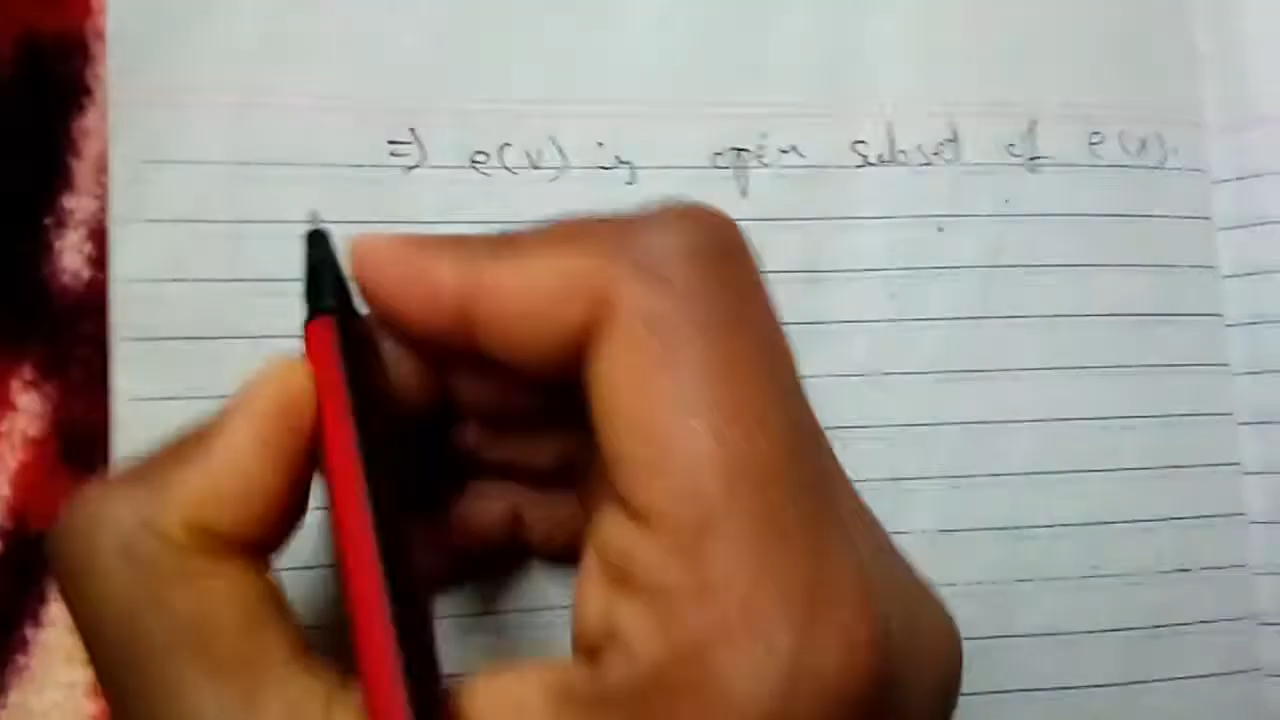 =) e(v) is open subset of e(x).